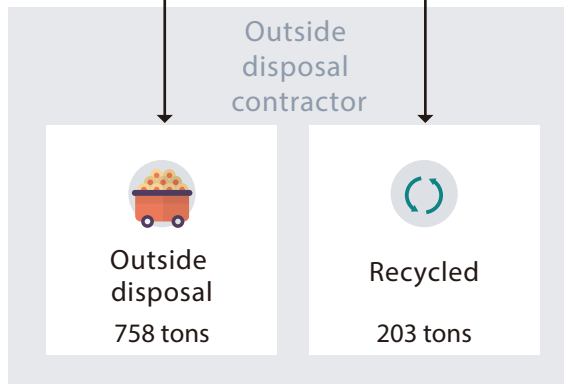 Outside
disposal
contractor
Outside
disposal
758 tons
Recycled
203 tons